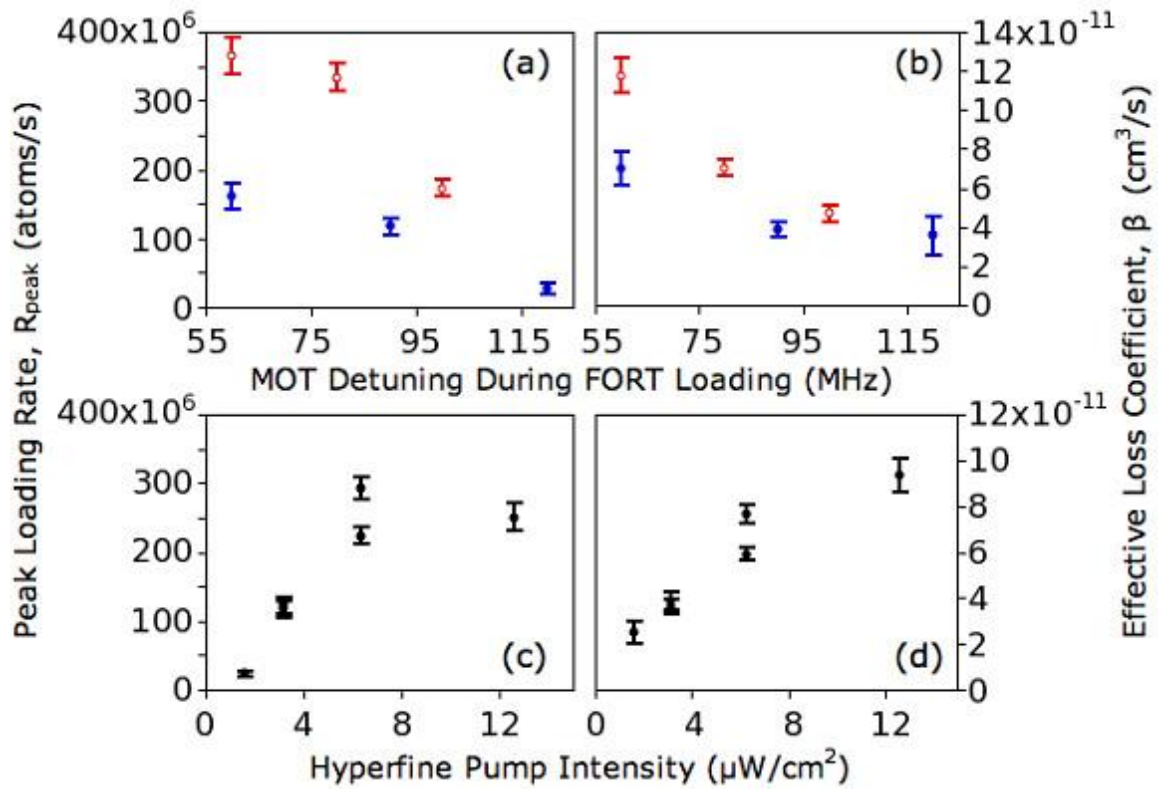 400x10⁶
300
200
100
0
(a)
55 75 95 115
(b)
14x10⁻¹¹
12
10
8
6
4
2
0
55 75 95 115
MOT Detuning During FORT Loading (MHz)
Peak Loading Rate, Rpeak (atoms/s)
Effective Loss Coefficient, β (cm³/s)
400x10⁶
300
200
100
0
(c)
0 4 8 12
(d)
12x10⁻¹¹
10
8
6
4
2
0
0 4 8 12
Hyperfine Pump Intensity (μW/cm²)